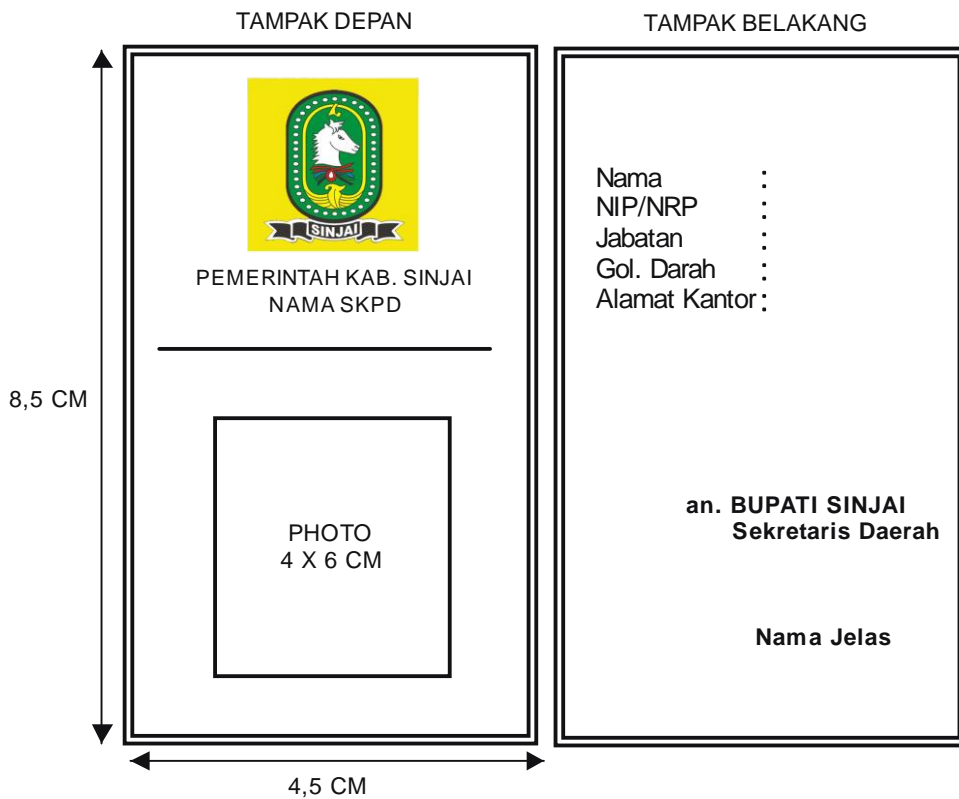 TAMPAK DEPAN
SINJAI
PEMERINTAH KAB. SINJAI
NAMA SKPD
8,5 CM
PHOTO
4 X 6 CM
4,5 CM
TAMPAK BELAKANG
Nama :
NIP/NRP :
Jabatan :
Gol. Darah :
Alamat Kantor :
an. BUPATI SINJAI
Sekretaris Daerah
Nama Jelas